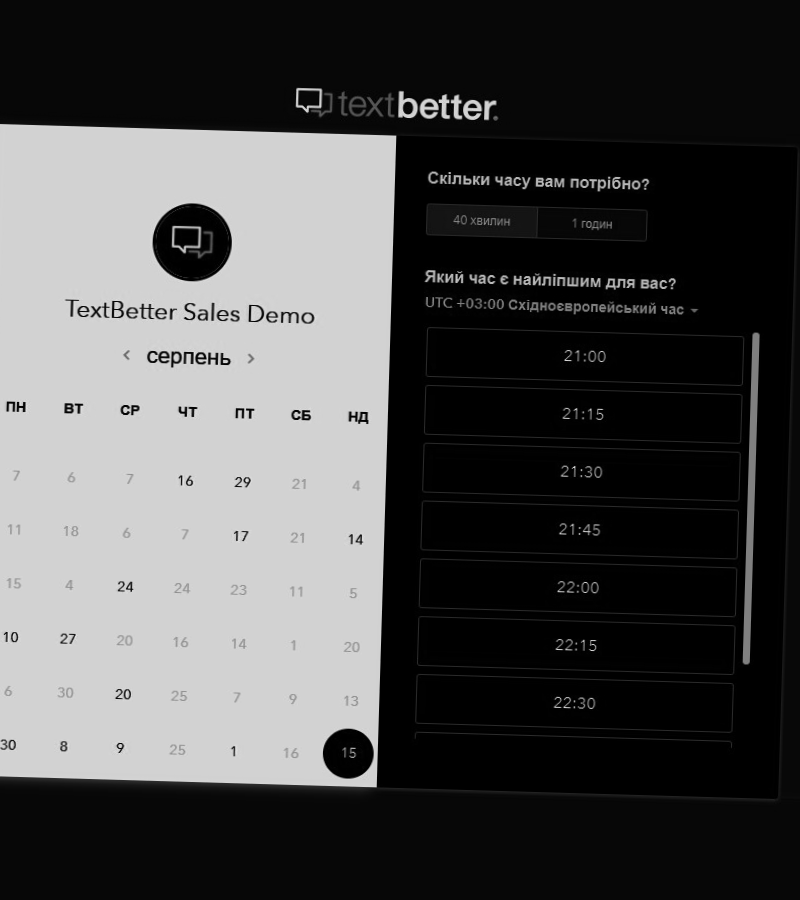 textbetter.
TextBetter Sales Demo
серпень
ПН ВТ СР ЧТ ПТ СБ НД
7 6 7 16 29 21 4
11 18 6 7 17 21 14
15 4 24 24 23 11 5
10 27 20 16 14 1 20
6 30 20 25 7 9 13
30 8 9 25 1 16 15
Скільки часу вам потрібно?
40 хвилин 1 годин
Який час є найліпшим для вас?
UTC +03:00 Східноєвропейський час
21:00
21:15
21:30
21:45
22:00
22:15
22:30